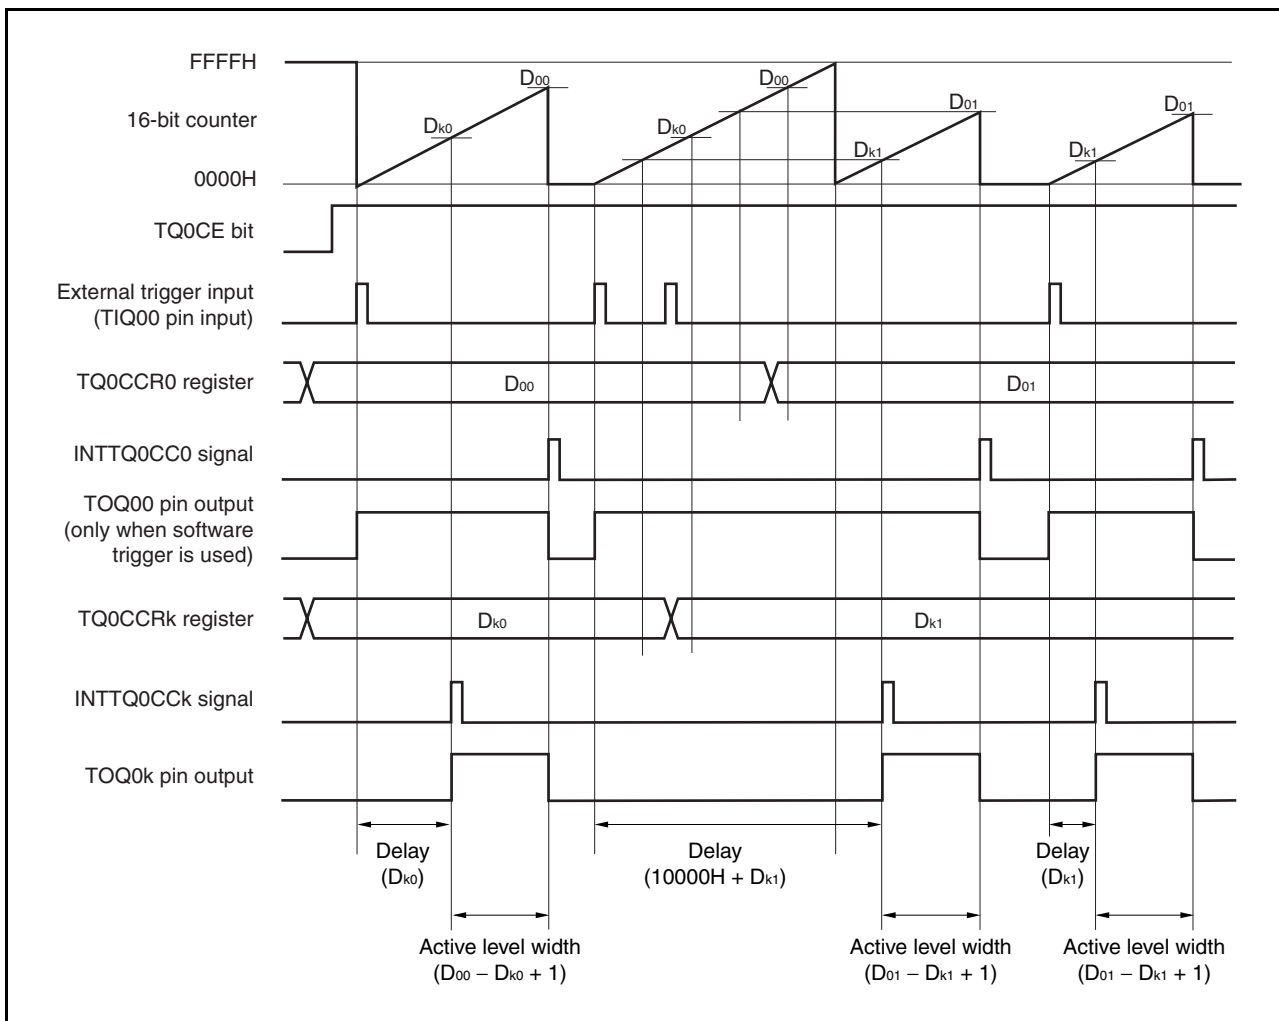 FFFFH
D00
D00
D01
D01
16-bit counter
Dk0
Dk0
Dk1
Dk1
0000H
TQ0CE bit
External trigger input
(TIQ00 pin input)
TQ0CCR0 register
D00
D01
INTTQ0CC0 signal
TOQ00 pin output
(only when software
trigger is used)
TQ0CCRk register
Dk0
Dk1
INTTQ0CCk signal
TOQ0k pin output
Delay
(Dk0)
Delay
(10000H + Dk1)
Delay
(Dk1)
Active level width
(D00 − Dk0 + 1)
Active level width
(D01 − Dk1 + 1)
Active level width
(D01 − Dk1 + 1)